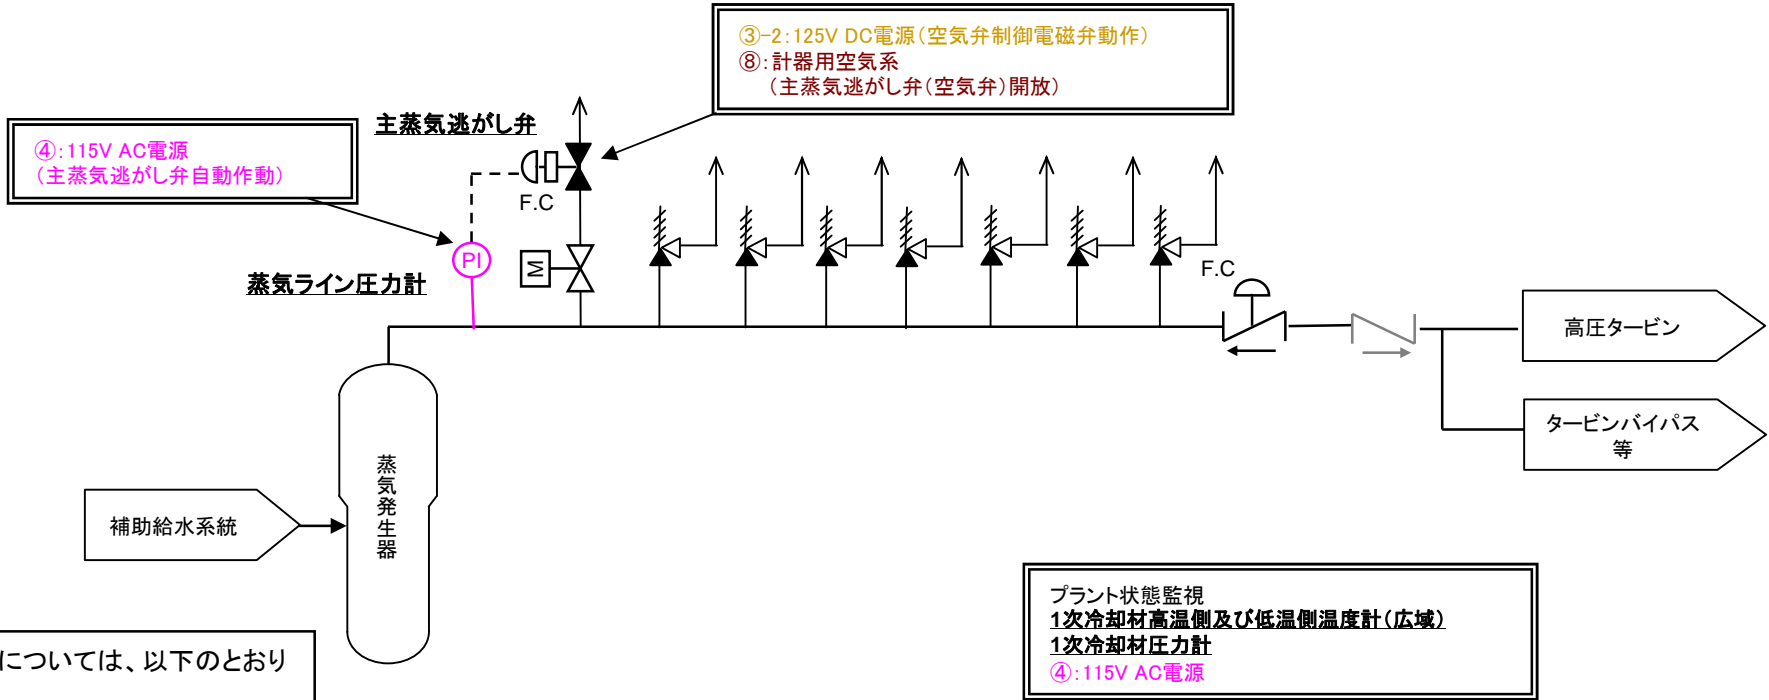 ③-2:125V DC電源(空気弁制御電磁弁動作)
⑧:計器用空気系
(主蒸気逃がし弁(空気弁)開放)
主蒸気逃がし弁
④:115V AC電源
(主蒸気逃がし弁自動作動)
F.C
PI
M
蒸気ライン圧力計
F.C
高圧タービン
タービンバイパス
等
蒸気発生器
補助給水系統
プラント状態監視
1次冷却材高温側及び低温側温度計(広域)
1次冷却材圧力計
④:115V AC電源
については、以下のとおり